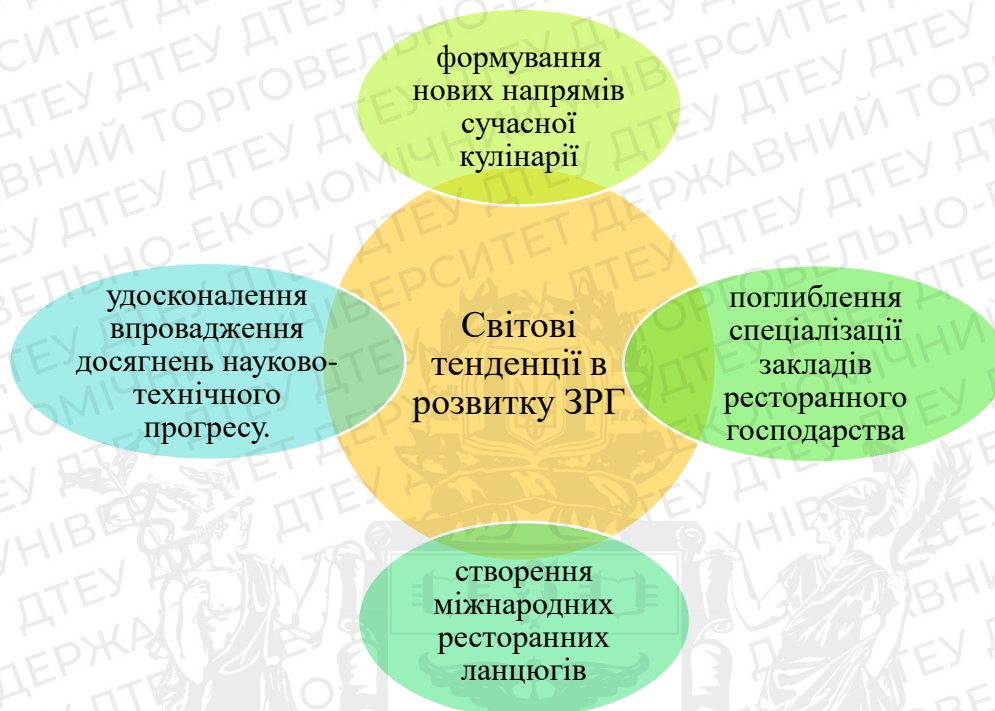 формування
нових напрямів
сучасної
кулінарії
удосконалення
впровадження
досягнень науково-
технічного
прогресу.
Світові
тенденції в
розвитку ЗРГ
поглиблення
спеціалізації
закладів
ресторанного
господарства
створення
міжнародних
ресторанних
ланцюгів